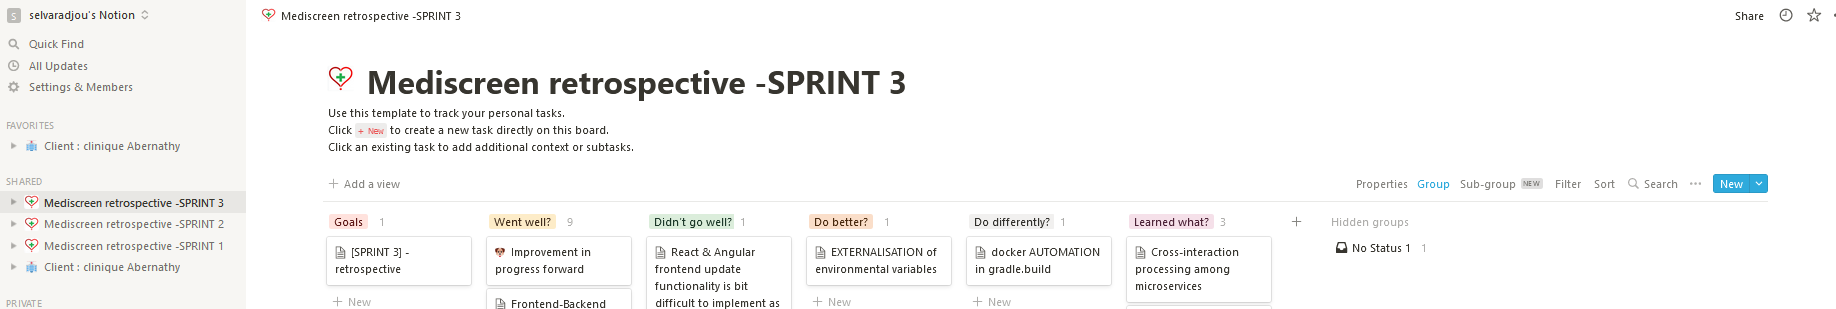 S selvaradjou's Notion
Quick Find
All Updates
Settings & Members
FAVORITES
Client : clinique Abernathy
SHARED
Mediscreen retrospective -SPRINT 3
Mediscreen retrospective -SPRINT 2
Mediscreen retrospective -SPRINT 1
Client : clinique Abernathy
PRIVATE
Mediscreen retrospective -SPRINT 3
Share
Mediscreen retrospective -SPRINT 3
Use this template to track your personal tasks.
Click + New to create a new task directly on this board.
Click an existing task to add additional context or subtasks.
+ Add a view
Properties Group Sub-group NEW Filter Sort Search ··· New
Goals 1
[SPRINT 3] -
retrospective
+ New
Went well? 9
Improvement in
progress forward
Frontend-Backend
Didn't go well? 1
React & Angular
frontend update
functionality is bit
difficult to implement as
Do better? 1
EXTERNALISATION of
environmental variables
+ New
Do differently? 1
docker AUTOMATION
in gradle.build
+ New
Learned what? 3
Cross-interaction
processing among
microservices
+
Hidden groups
No Status 1 1